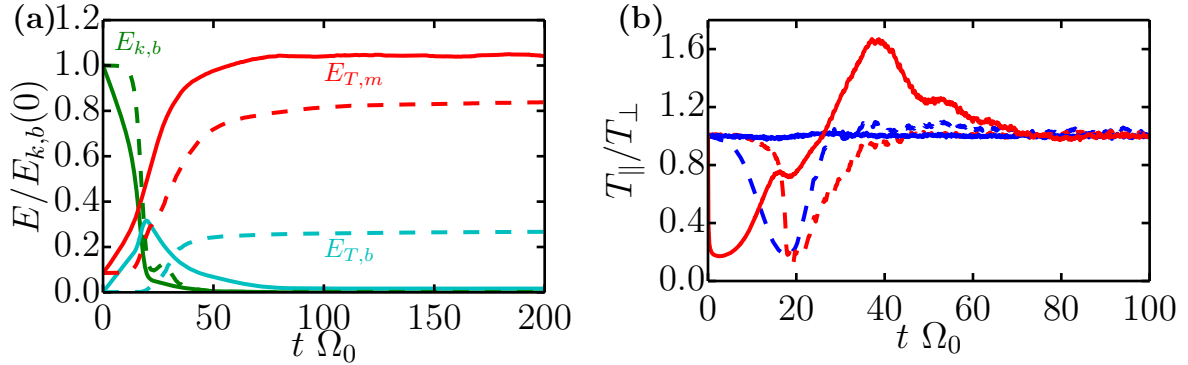 (a)
1.2
1.0
0.8
0.6
0.4
0.2
0.0
E/E_{k,b}(0)
E_{k,b}
E_{T,m}
E_{T,b}
0 50 100 150 200
t Ω_0
(b)
1.6
1.2
0.8
0.4
0.0
T_∥/T_⊥
0 20 40 60 80 100
t Ω_0